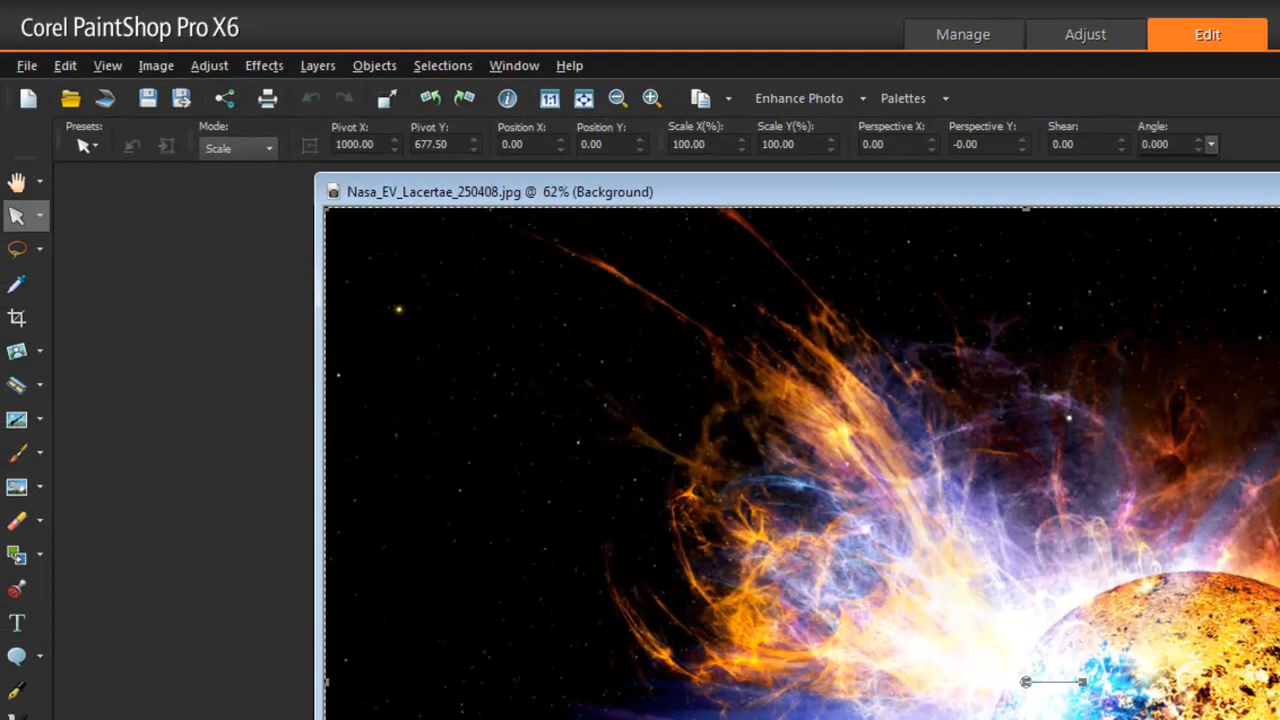 Corel PaintShop Pro X6
Manage Adjust Edit
File Edit View Image Adjust Effects Layers Objects Selections Window Help
1:1 Enhance Photo Palettes
Presets: Mode: Pivot X: Pivot Y: Position X: Position Y: Scale X(%): Scale Y(%): Perspective X: Perspective Y: Shear: Angle:
Scale 1000.00 677.50 0.00 0.00 100.00 100.00 0.00 -0.00 0.00 0.000
Nasa_EV_Lacertae_250408.jpg @ 62% (Background)
T